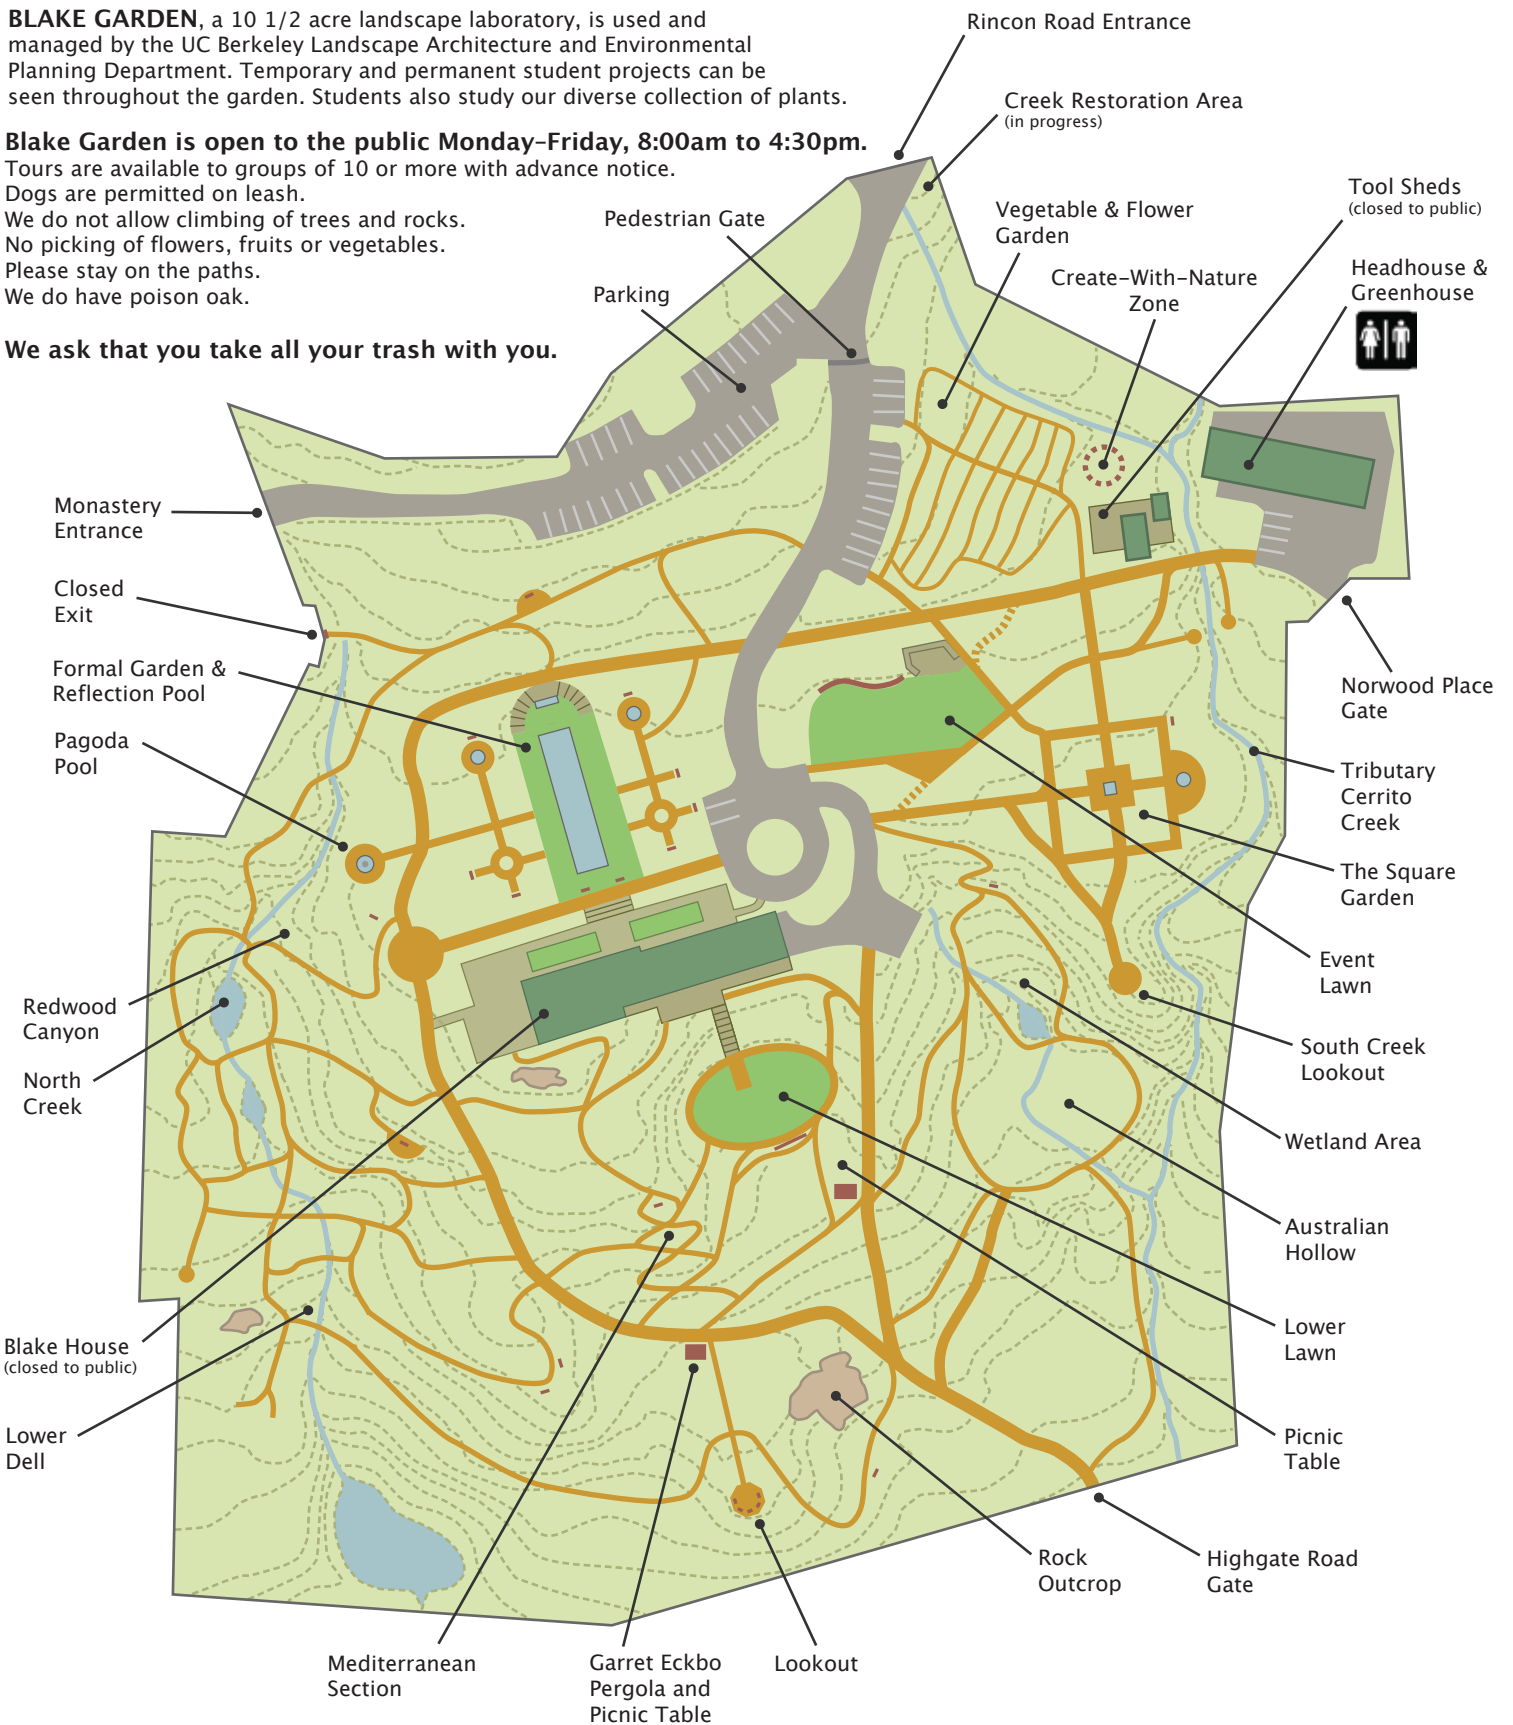 BLAKE GARDEN, a 10 1/2 acre landscape laboratory, is used and
managed by the UC Berkeley Landscape Architecture and Environmental
Planning Department. Temporary and permanent student projects can be
seen throughout the garden. Students also study our diverse collection of plants.
Blake Garden is open to the public Monday–Friday, 8:00am to 4:30pm.
Tours are available to groups of 10 or more with advance notice.
Dogs are permitted on leash.
We do not allow climbing of trees and rocks.
No picking of flowers, fruits or vegetables.
Please stay on the paths.
We do have poison oak.
We ask that you take all your trash with you.
Rincon Road Entrance
Creek Restoration Area
(in progress)
Pedestrian Gate
Vegetable & Flower
Garden
Tool Sheds
(closed to public)
Parking
Create–With–Nature
Zone
Headhouse &
Greenhouse
Monastery
Entrance
Closed
Exit
Formal Garden &
Reflection Pool
Pagoda
Pool
Redwood
Canyon
North
Creek
Blake House
(closed to public)
Lower
Dell
Norwood Place
Gate
Tributary
Cerrito
Creek
The Square
Garden
Event
Lawn
South Creek
Lookout
Wetland Area
Australian
Hollow
Lower
Lawn
Picnic
Table
Highgate Road
Gate
Rock
Outcrop
Mediterranean
Section
Garret Eckbo
Pergola and
Picnic Table
Lookout